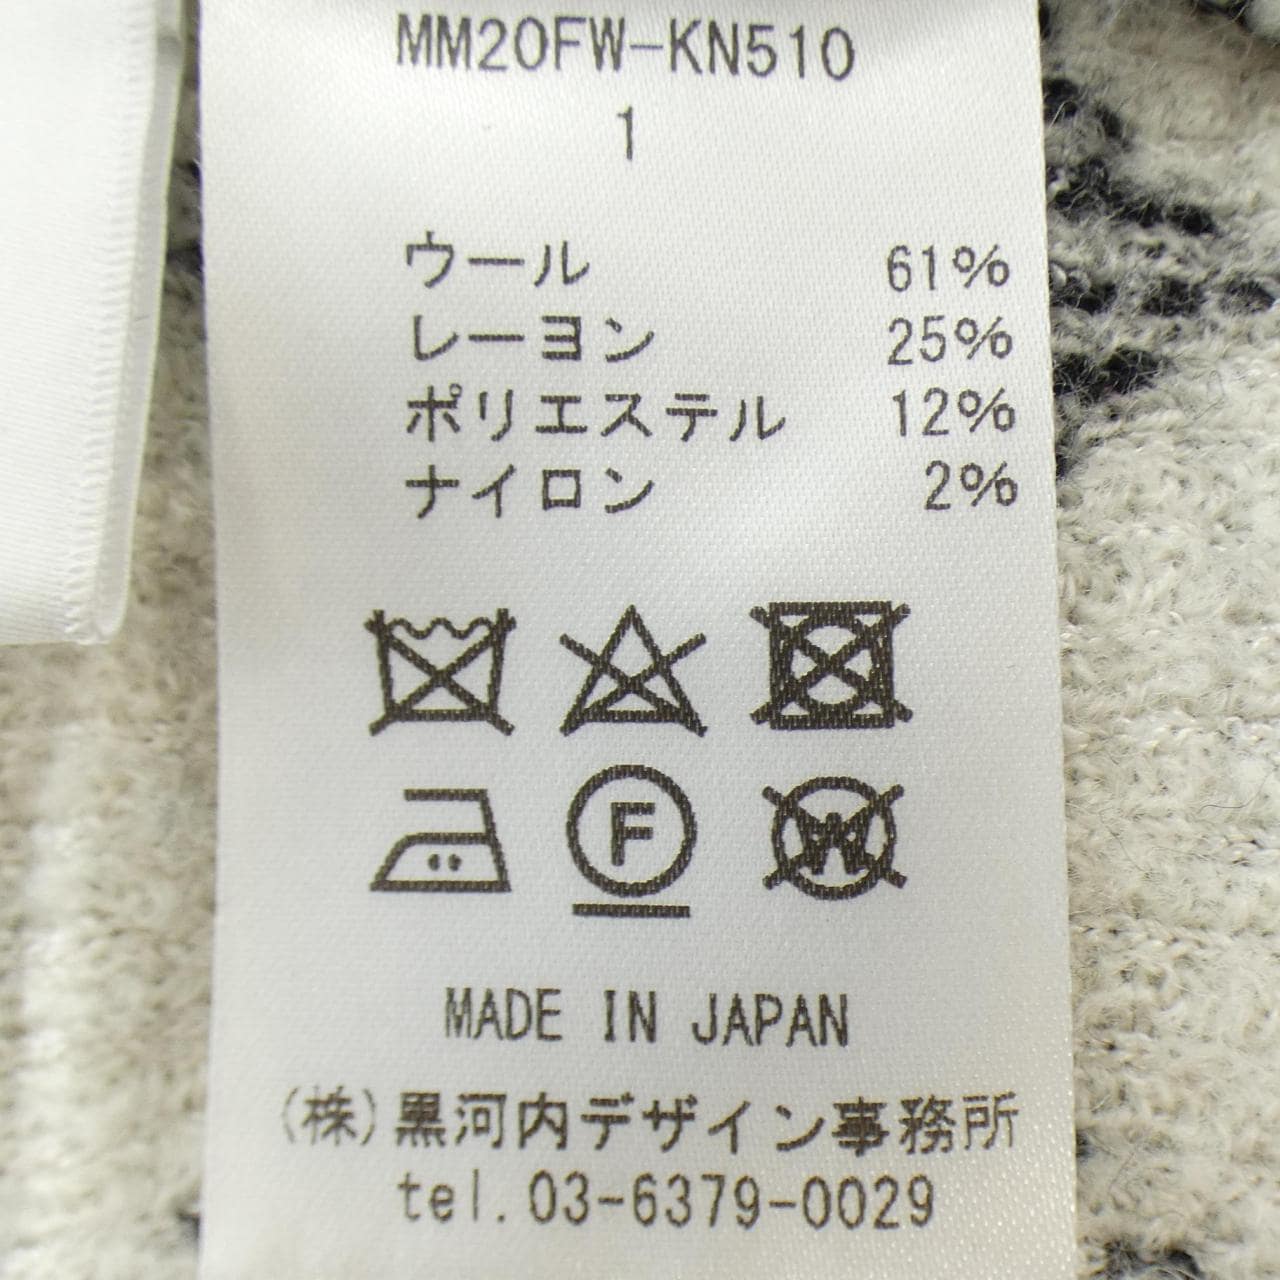 MM20FW-KN510
1
ウール 61%
レーヨン 25%
ポリエステル 12%
ナイロン 2%
F W
MADE IN JAPAN
(株)黒河内デザイン事務所
tel. 03-6379-0029